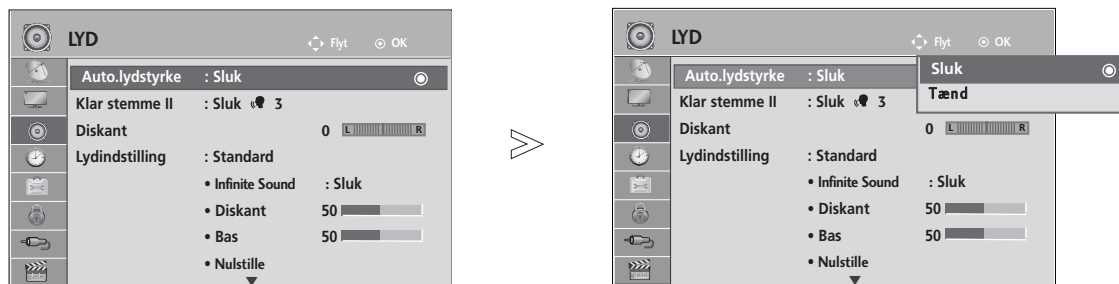 LYD
Flyt OK
Auto.lydstyrke : Sluk
Klar stemme II : Sluk 3
Diskant 0 L R
Lydindstilling : Standard
• Infinite Sound : Sluk
• Diskant 50
• Bas 50
• Nulstille
LYD
Flyt OK
Auto.lydstyrke : Sluk
Sluk
Tænd
Klar stemme II : Sluk 3
Diskant 0 L R
Lydindstilling : Standard
• Infinite Sound : Sluk
• Diskant 50
• Bas 50
• Nulstille